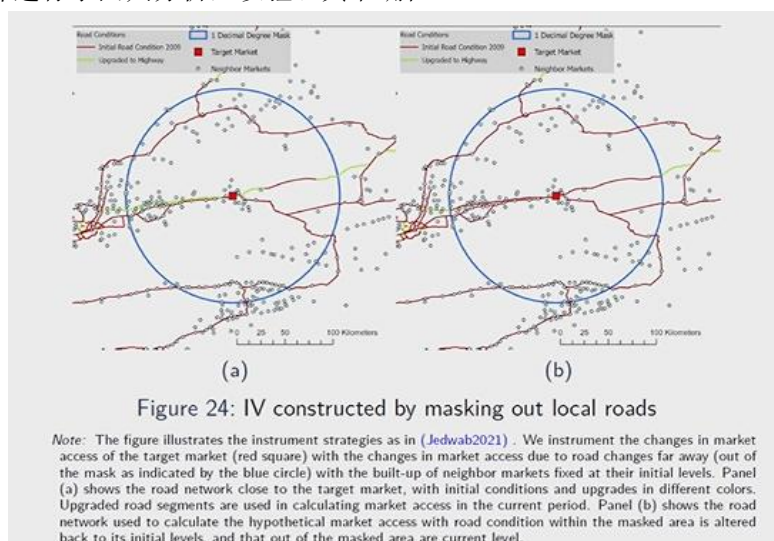 Road Conditions
Initial Road Condition 2009
Upgraded to Highway
1 Decimal Degree Mask
Target Market
Neighbor Markets
0 25 50 100 Kilometers
Road Conditions
Initial Road Condition 2009
Upgraded to Highway
1 Decimal Degree Mask
Target Market
Neighbor Markets
0 25 50 100 Kilometers
(a)
(b)
Figure 24: IV constructed by masking out local roads
Note: The figure illustrates the instrument strategies as in (Jedwab2021) . We instrument the changes in market
access of the target market (red square) with the changes in market access due to road changes far away (out of
the mask as indicated by the blue circle) with the built-up of neighbor markets fixed at their initial levels. Panel
(a) shows the road network close to the target market, with initial conditions and upgrades in different colors.
Upgraded road segments are used in calculating market access in the current period. Panel (b) shows the road
network used to calculate the hypothetical market access with road condition within the masked area is altered
back to its initial levels, and that out of the masked area are current level.